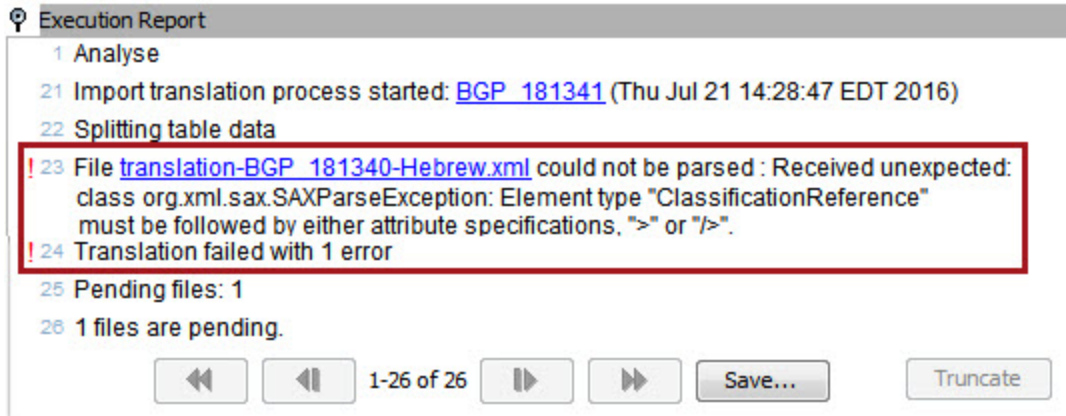 Execution Report
1 Analyse
21 Import translation process started: BGP_181341 (Thu Jul 21 14:28:47 EDT 2016)
22 Splitting table data
! 23 File translation-BGP_181340-Hebrew.xml could not be parsed : Received unexpected:
class org.xml.sax.SAXParseException: Element type "ClassificationReference"
must be followed by either attribute specifications, ">" or "/>".
! 24 Translation failed with 1 error
25 Pending files: 1
26 1 files are pending.
1-26 of 26 Save... Truncate